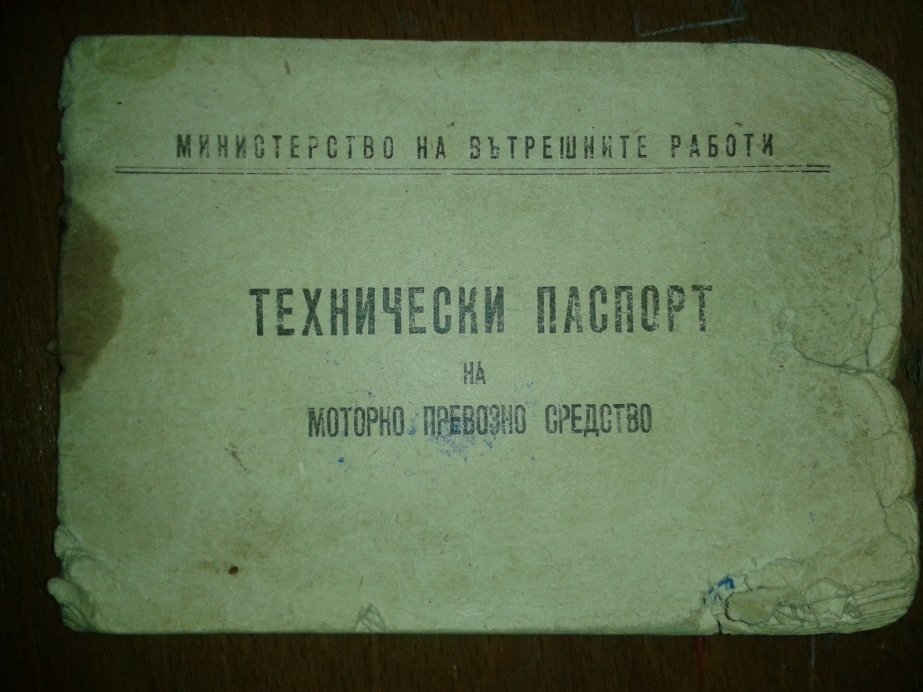 МИНИСТЕРСТВО НА ВЪТРЕШНИТЕ РАБОТИ
ТЕХНИЧЕСКИ ПАСПОРТ
НА
МОТОРНО ПРЕВОЗНО СРЕДСТВО